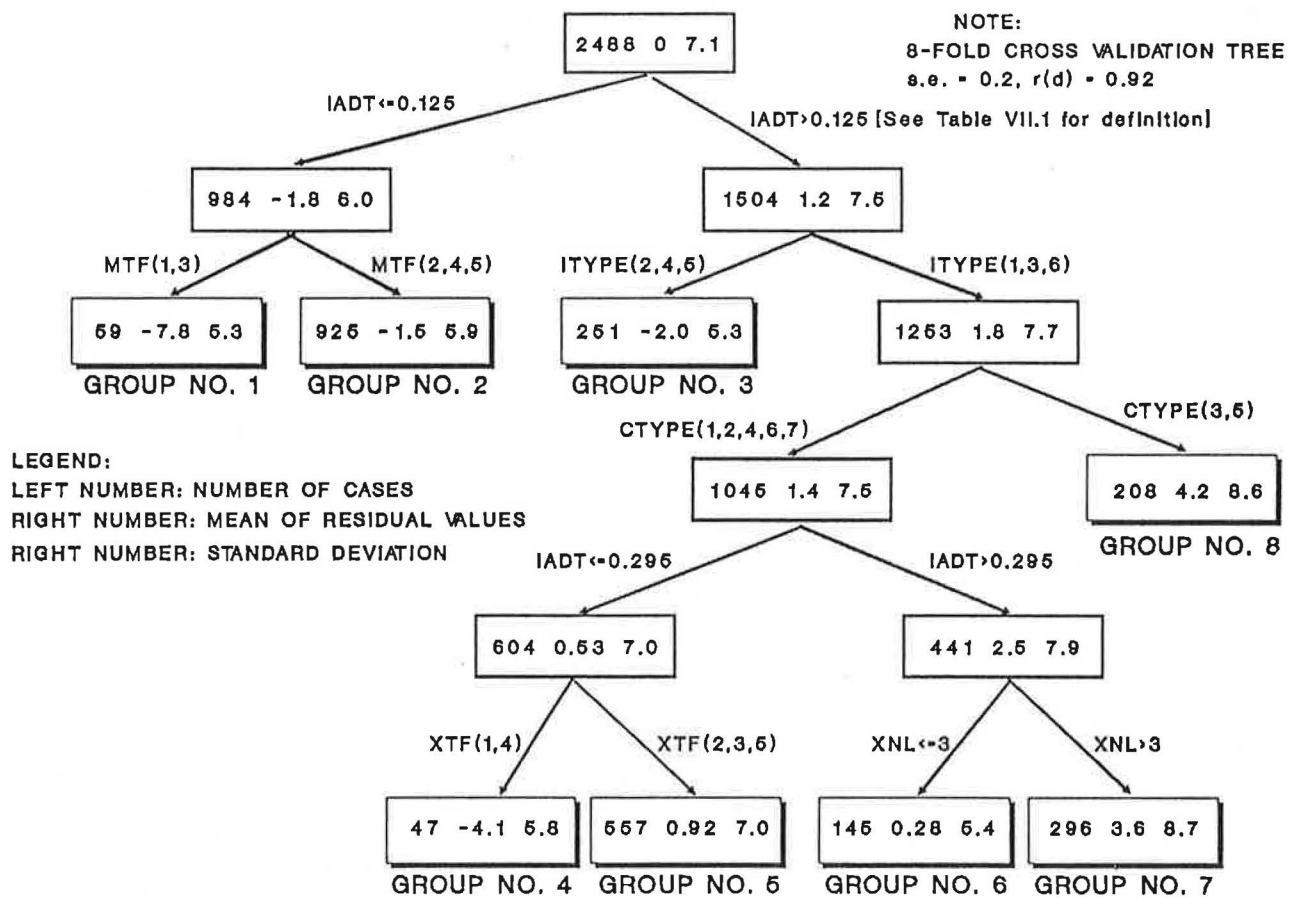 2488 0 7.1
NOTE:
8-FOLD CROSS VALIDATION TREE
s.e. = 0.2, r(d) = 0.92
IADT<=0.125
IADT>0.125 [See Table VII.1 for definition]
984 -1.8 6.0
1504 1.2 7.5
MTF(1,3)
MTF(2,4,5)
ITYPE(2,4,5)
ITYPE(1,3,6)
59 -7.8 5.3
925 -1.5 5.9
251 -2.0 5.3
1253 1.8 7.7
GROUP NO. 1
GROUP NO. 2
GROUP NO. 3
CTYPE(1,2,4,6,7)
CTYPE(3,5)
LEGEND:
LEFT NUMBER: NUMBER OF CASES
RIGHT NUMBER: MEAN OF RESIDUAL VALUES
RIGHT NUMBER: STANDARD DEVIATION
1045 1.4 7.5
208 4.2 8.6
GROUP NO. 8
IADT<=0.295
IADT>0.295
604 0.53 7.0
441 2.5 7.9
XTF(1,4)
XTF(2,3,5)
XNL<=3
XNL>3
47 -4.1 5.8
557 0.92 7.0
145 0.28 5.4
296 3.6 8.7
GROUP NO. 4
GROUP NO. 5
GROUP NO. 6
GROUP NO. 7